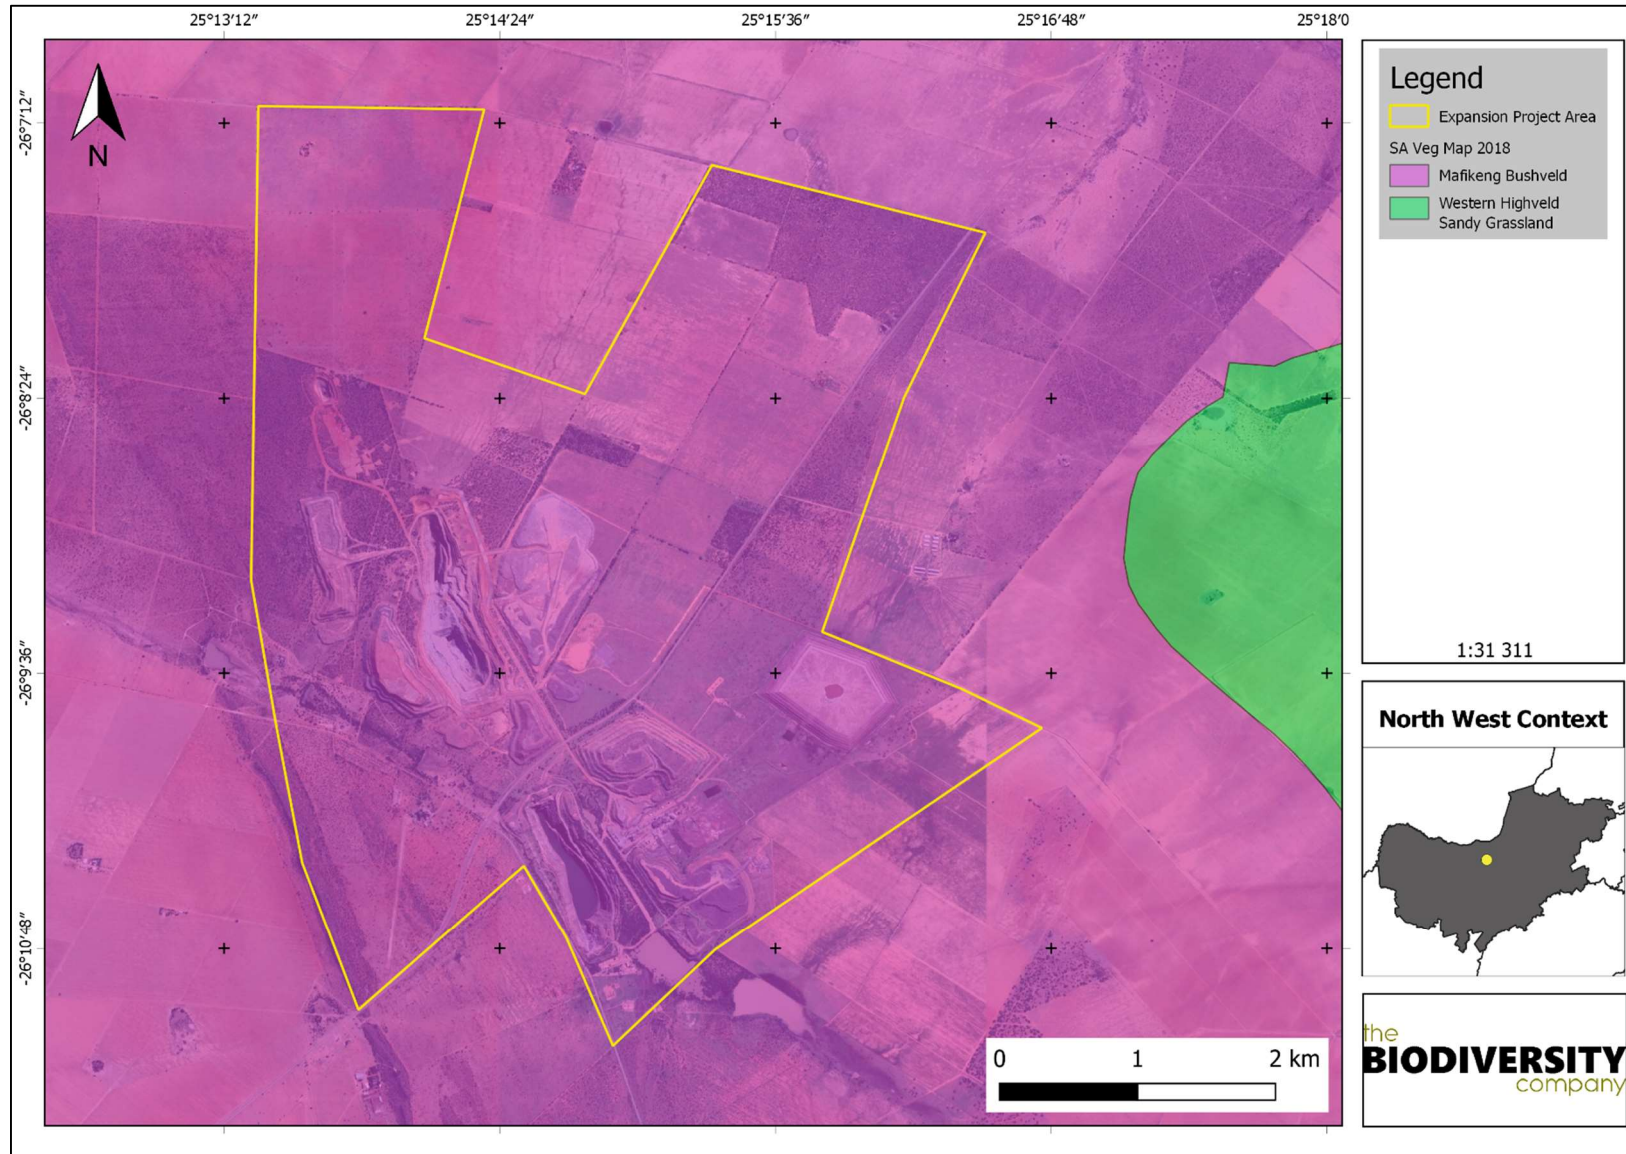 25°13′12″ 25°14′24″ 25°15′36″ 25°16′48″ 25°18′0
-26°7′12″
-26°8′24″
-26°9′36″
-26°10′48″
N
0 1 2 km
Legend
Expansion Project Area
SA Veg Map 2018
Mafikeng Bushveld
Western Highveld
Sandy Grassland
1:31 311
North West Context
the
BIODIVERSITY
company